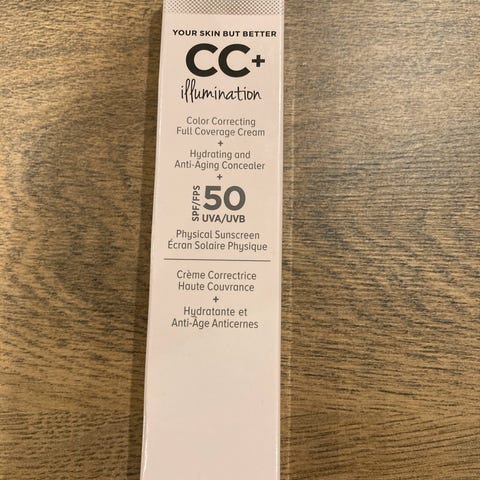 YOUR SKIN BUT BETTER
CC+
illumination
Color Correcting
Full Coverage Cream
+
Hydrating and
Anti-Aging Concealer
+
SPF/FPS 50
UVA/UVB
Physical Sunscreen
Écran Solaire Physique
Crème Correctrice
Haute Couvrance
+
Hydratante et
Anti-Âge Anticernes